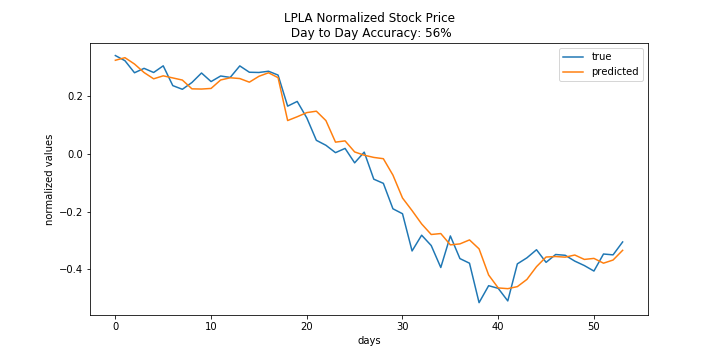 LPLA Normalized Stock Price
Day to Day Accuracy: 56%
true
predicted
normalized values
0.2
0.0
−0.2
−0.4
0
10
20
30
40
50
days